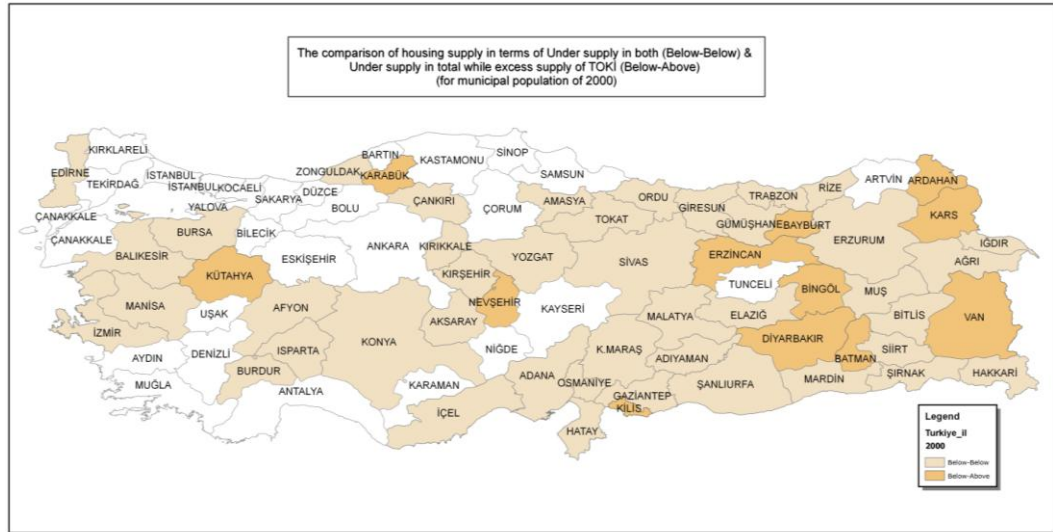 The comparison of housing supply in terms of Under supply in both (Below-Below) &
Under supply in total while excess supply of TOKİ (Below-Above)
(for municipal population of 2000)
KIRKLARELİ
EDİRNE
TEKİRDAĞ
İSTANBUL
İSTANBUL
KOCAELİ
YALOVA
SAKARYA
DÜZCE
BOLU
ZONGULDAK
BARTIN
KARABÜK
KASTAMONU
SİNOP
SAMSUN
ÇANKIRI
ÇORUM
AMASYA
TOKAT
ORDU
GİRESUN
TRABZON
RİZE
ARTVİN
ARDAHAN
KARS
GÜMÜŞHANE
BAYBURT
ERZURUM
IĞDIR
AĞRI
ÇANAKKALE
ÇANAKKALE
BALIKESİR
BURSA
BİLECİK
ESKİŞEHİR
ANKARA
KIRIKKALE
YOZGAT
SİVAS
ERZİNCAN
TUNCELİ
BİNGÖL
MUŞ
BİTLİS
VAN
KÜTAHYA
KIRŞEHİR
NEVŞEHİR
KAYSERİ
MALATYA
ELAZIĞ
DİYARBAKIR
BATMAN
SİİRT
ŞIRNAK
HAKKARİ
MANİSA
UŞAK
AFYON
İZMİR
AYDIN
DENİZLİ
ISPARTA
BURDUR
MUĞLA
ANTALYA
KONYA
AKSARAY
NİĞDE
KARAMAN
İÇEL
ADANA
K.MARAŞ
OSMANİYE
ADIYAMAN
GAZİANTEP
KİLİS
HATAY
ŞANLIURFA
MARDİN
Legend
Turkiye_il
2000
Below-Below
Below-Above